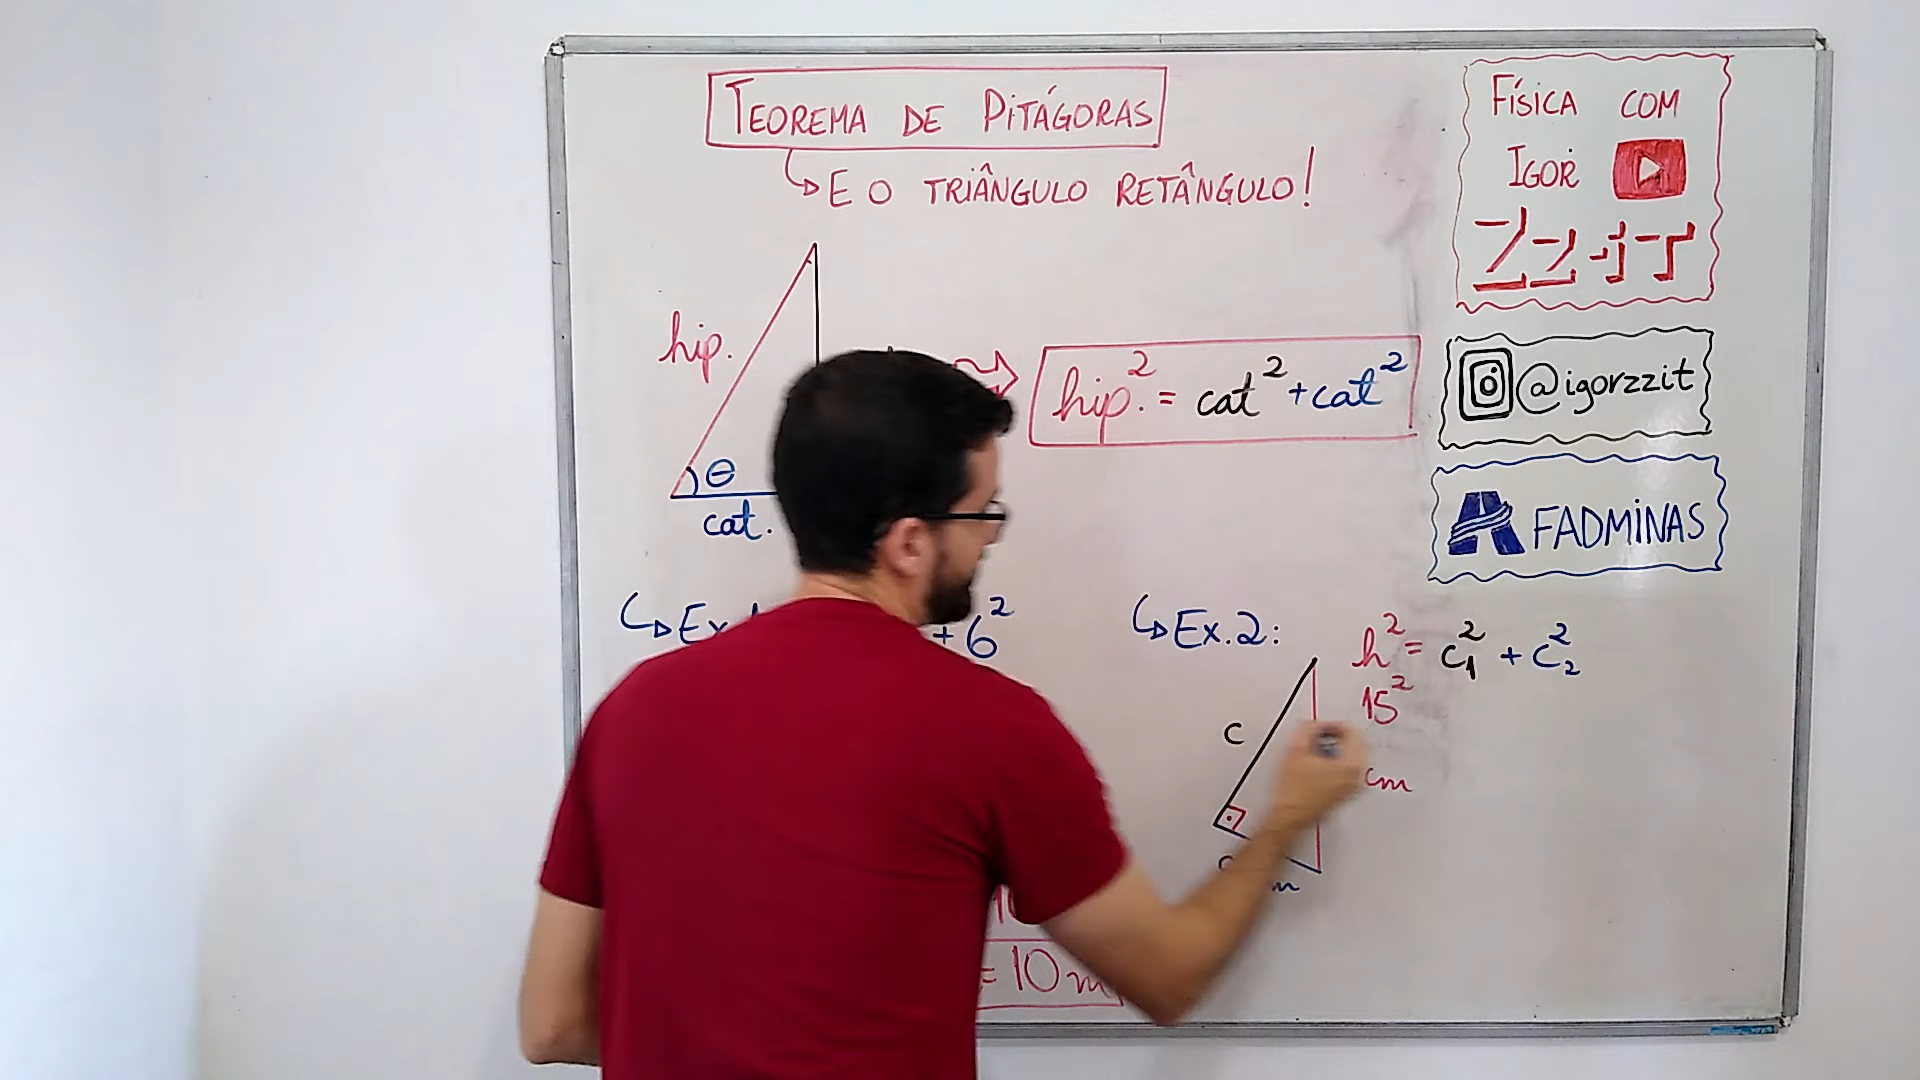 TEOREMA DE PITÁGORAS
E O TRIÂNGULO RETÂNGULO!
hip.
θ
cat.
hip.² = cat² + cat²
+ 6²
= 10 m
Ex.2:
h² = c₁² + c₂²
15²
c
cm
FÍSICA COM
IGOR
@igorzzit
FADMINAS